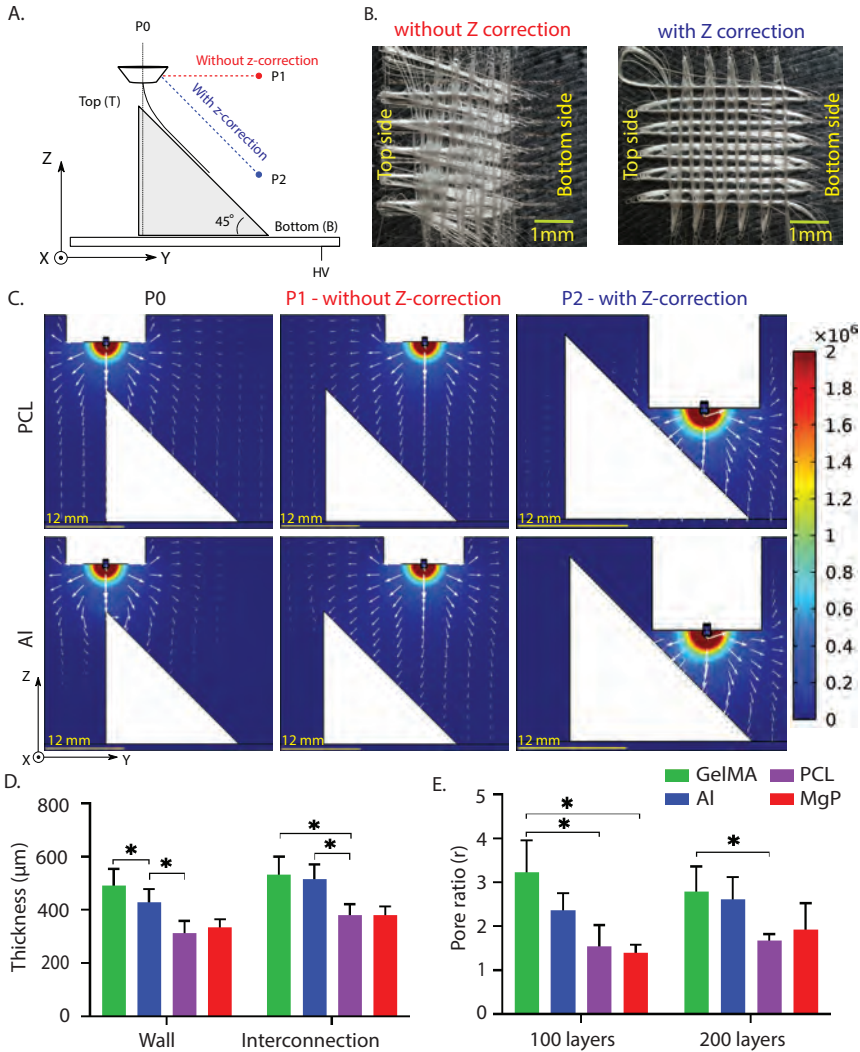 A.
P0
Without z-correction
P1
Top (T)
With z-correction
Z
P2
45°
Bottom (B)
X
Y
HV
B.
without Z correction
with Z correction
Top side
Bottom side
1mm
Top side
Bottom side
1mm
C.
P0
P1 - without Z-correction
P2 - with Z-correction
×10⁶
2
1.8
1.6
1.4
1.2
1
0.8
0.6
0.4
0.2
0
PCL
12 mm
12 mm
12 mm
Al
Z
X
Y
12 mm
12 mm
12 mm
D.
Thickness (µm)
800
600
400
200
0
*
*
*
*
Wall
Interconnection
E.
GelMA
PCL
Al
MgP
Pore ratio (r)
5
4
3
2
1
0
*
*
*
100 layers
200 layers